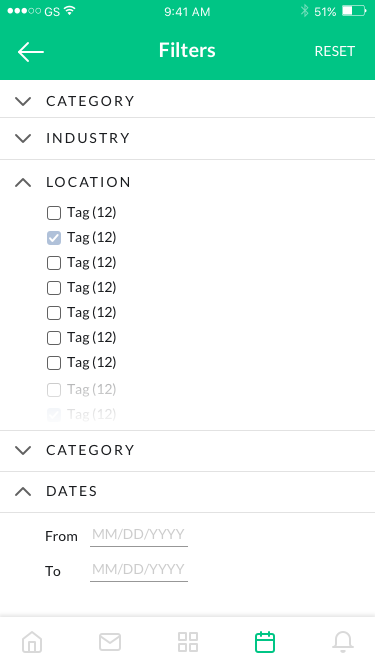 GS 9:41 AM 51%
Filters RESET
CATEGORY
INDUSTRY
LOCATION
Tag (12)
Tag (12)
Tag (12)
Tag (12)
Tag (12)
Tag (12)
Tag (12)
Tag (12)
Tag (12)
CATEGORY
DATES
From MM/DD/YYYY
To MM/DD/YYYY